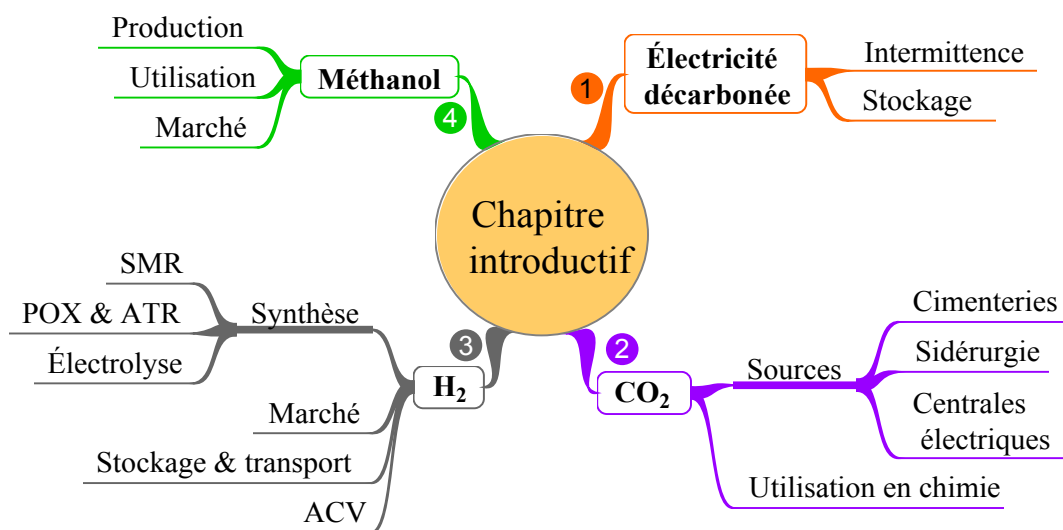 Chapitre
introductif
1
Électricité
décarbonée
Intermittence
Stockage
2
CO₂
Sources
Cimenteries
Sidérurgie
Centrales
électriques
Utilisation en chimie
3
H₂
Synthèse
SMR
POX & ATR
Électrolyse
Marché
Stockage & transport
ACV
4
Méthanol
Production
Utilisation
Marché